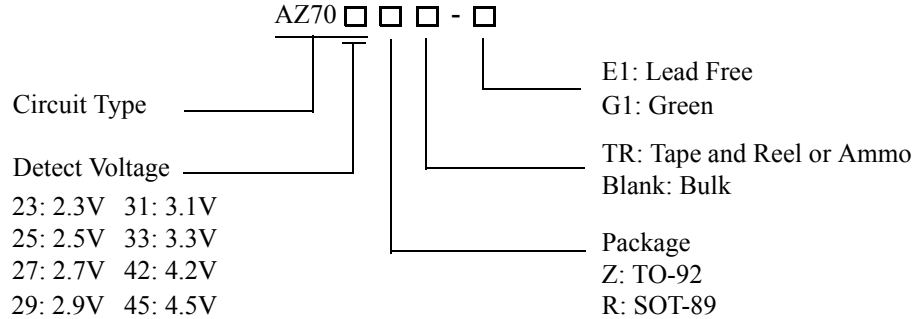 AZ70 □ □ □ - □
E1: Lead Free
G1: Green
Circuit Type
TR: Tape and Reel or Ammo
Blank: Bulk
Detect Voltage
23: 2.3V 31: 3.1V
25: 2.5V 33: 3.3V
27: 2.7V 42: 4.2V
29: 2.9V 45: 4.5V
Package
Z: TO-92
R: SOT-89